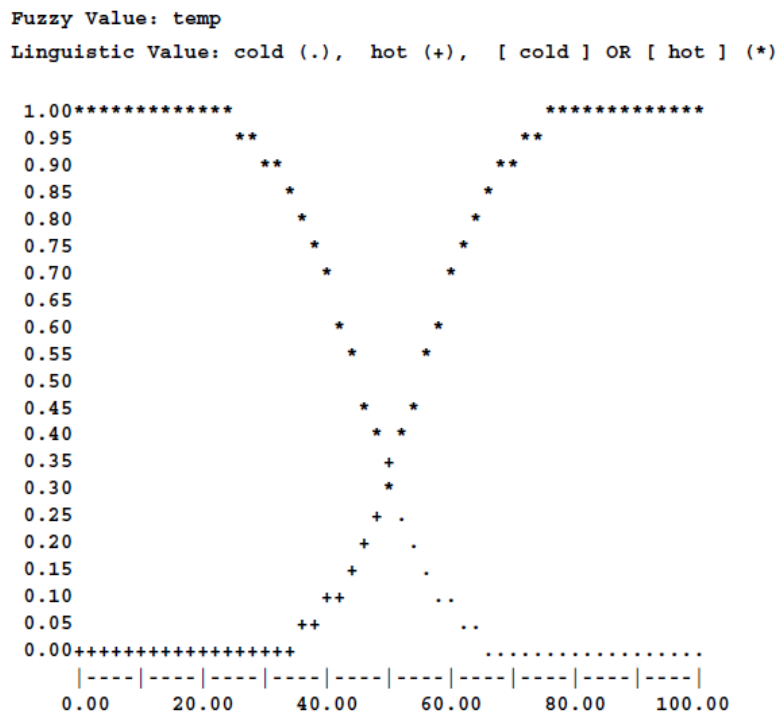 Fuzzy Value: temp
Linguistic Value: cold (.),  hot (+),  [ cold ] OR [ hot ] (*)
 1.00*************                         *************
 0.95             **                     **
 0.90               **                 **
 0.85                 *               *
 0.80                  *             *
 0.75                   *           *
 0.70                    *         *
 0.65
 0.60                     *       *
 0.55                      *     *
 0.50
 0.45                       *   *
 0.40                        * *
 0.35                         +
 0.30                         *
 0.25                        + .
 0.20                       +   .
 0.15                      +     .
 0.10                    ++       ..
 0.05                  ++           ..
 0.00++++++++++++++++++               ..................
     |----|----|----|----|----|----|----|----|----|----|
    0.00     20.00     40.00     60.00     80.00     100.00